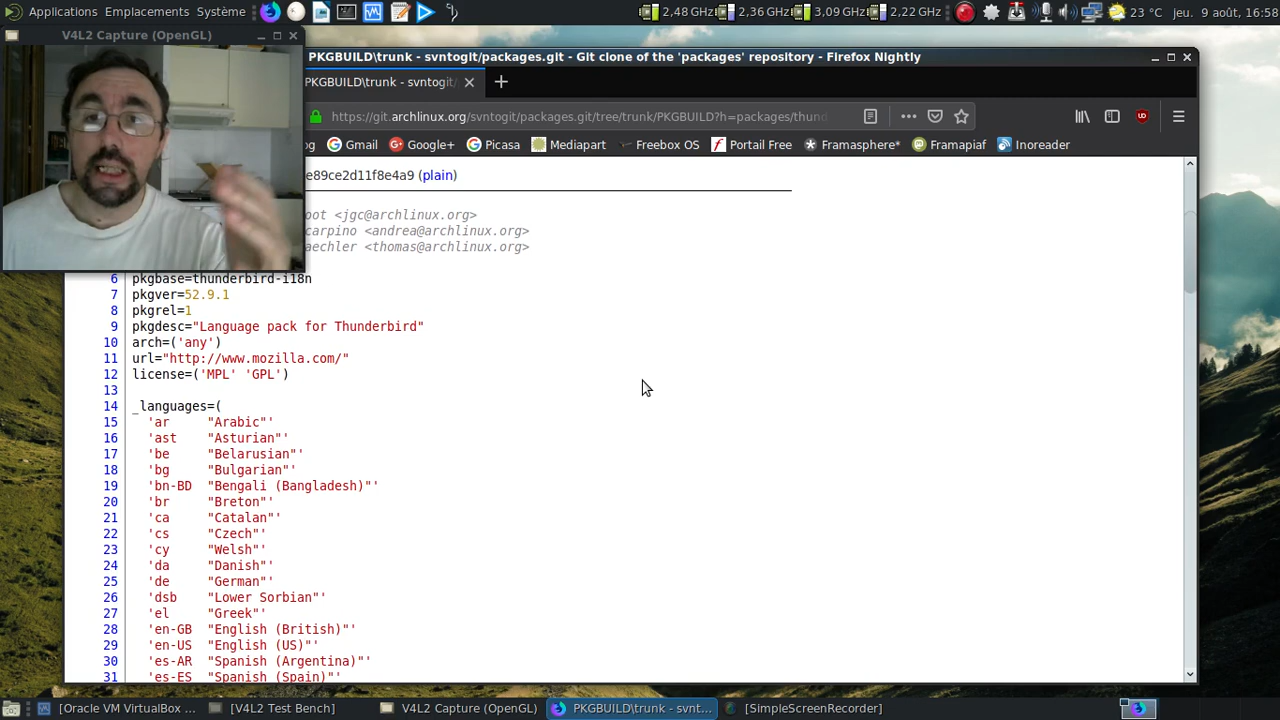 Applications Emplacements Système 2,48 GHz 2,36 GHz 3,09 GHz 2,22 GHz 23 °C jeu. 9 août, 16:58
V4L2 Capture (OpenGL)
PKGBUILD\trunk - svntogit/packages.git - Git clone of the 'packages' repository - Firefox Nightly
PKGBUILD\trunk - svntogit/
https://git.archlinux.org/svntogit/packages.git/tree/trunk/PKGBUILD?h=packages/thund
og Gmail Google+ Picasa Mediapart Freebox OS Portail Free Framasphere* Framapiaf Inoreader
e89ce2d11f8e4a9 (plain)
oot <jgc@archlinux.org>
carpino <andrea@archlinux.org>
aechler <thomas@archlinux.org>
6 pkgbase=thunderbird-i18n
7 pkgver=52.9.1
8 pkgrel=1
9 pkgdesc="Language pack for Thunderbird"
10 arch=('any')
11 url="http://www.mozilla.com/"
12 license=('MPL' 'GPL')
13
14 _languages=(
15 'ar "Arabic"'
16 'ast "Asturian"'
17 'be "Belarusian"'
18 'bg "Bulgarian"'
19 'bn-BD "Bengali (Bangladesh)"'
20 'br "Breton"'
21 'ca "Catalan"'
22 'cs "Czech"'
23 'cy "Welsh"'
24 'da "Danish"'
25 'de "German"'
26 'dsb "Lower Sorbian"'
27 'el "Greek"'
28 'en-GB "English (British)"'
29 'en-US "English (US)"'
30 'es-AR "Spanish (Argentina)"'
31 'es-ES "Spanish (Spain)"'
[Oracle VM VirtualBox ... [V4L2 Test Bench] V4L2 Capture (OpenGL) PKGBUILD\trunk - svnt... [SimpleScreenRecorder]